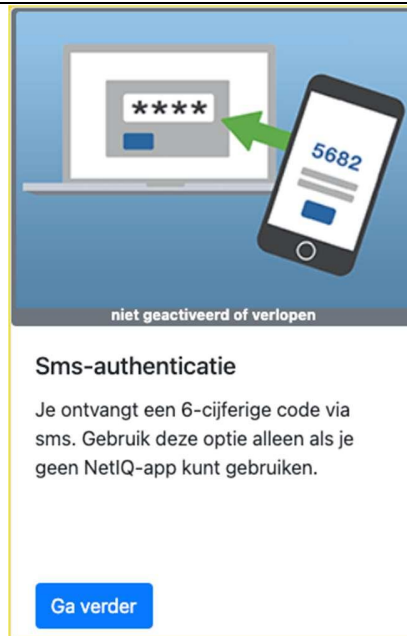 ****
5682
niet geactiveerd of verlopen
Sms-authenticatie
Je ontvangt een 6-cijferige code via
sms. Gebruik deze optie alleen als je
geen NetIQ-app kunt gebruiken.
Ga verder